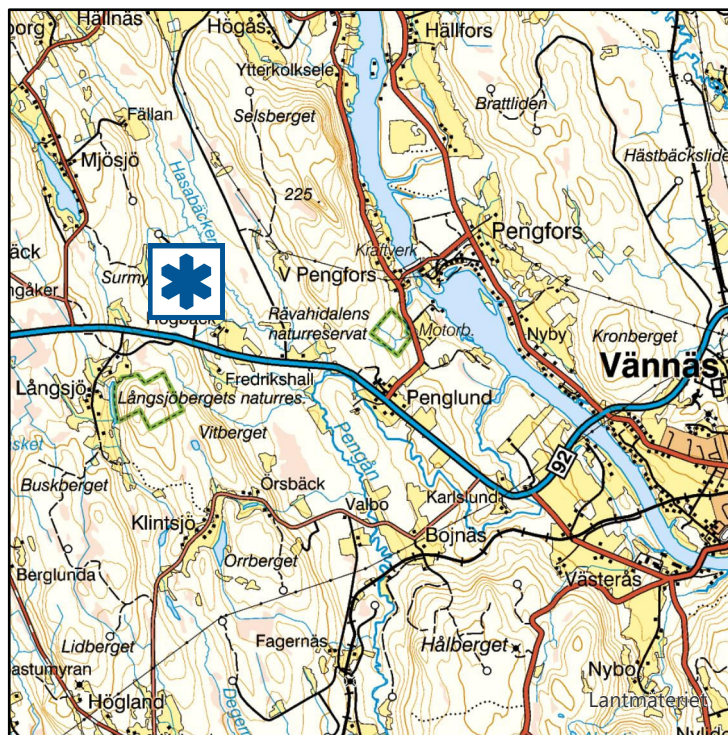 Hällnäs
Högås
Hällfors
Ytterkolksele
Brattliden
Selsberget
Fällan
Mjösjö
Hasabäcken
Hästbäckslide
225
Pengfors
Kraftverk
V Pengfors
Råvahidalens
naturreservat
Motorb.
Nyby
Kronberget
Vännäs
Fredrikshall
Långsjö
Långsjöbergets naturres.
Penglund
Vitberget
Pengån
92
Buskberget
Örsbäck
Valbo
Karlslund
Klintsjö
Bojnäs
Orrberget
Berglunda
Västerås
Lidberget
Fagernäs
Hålberget
astumyran
Högland
Nybo
Lantmäteriet